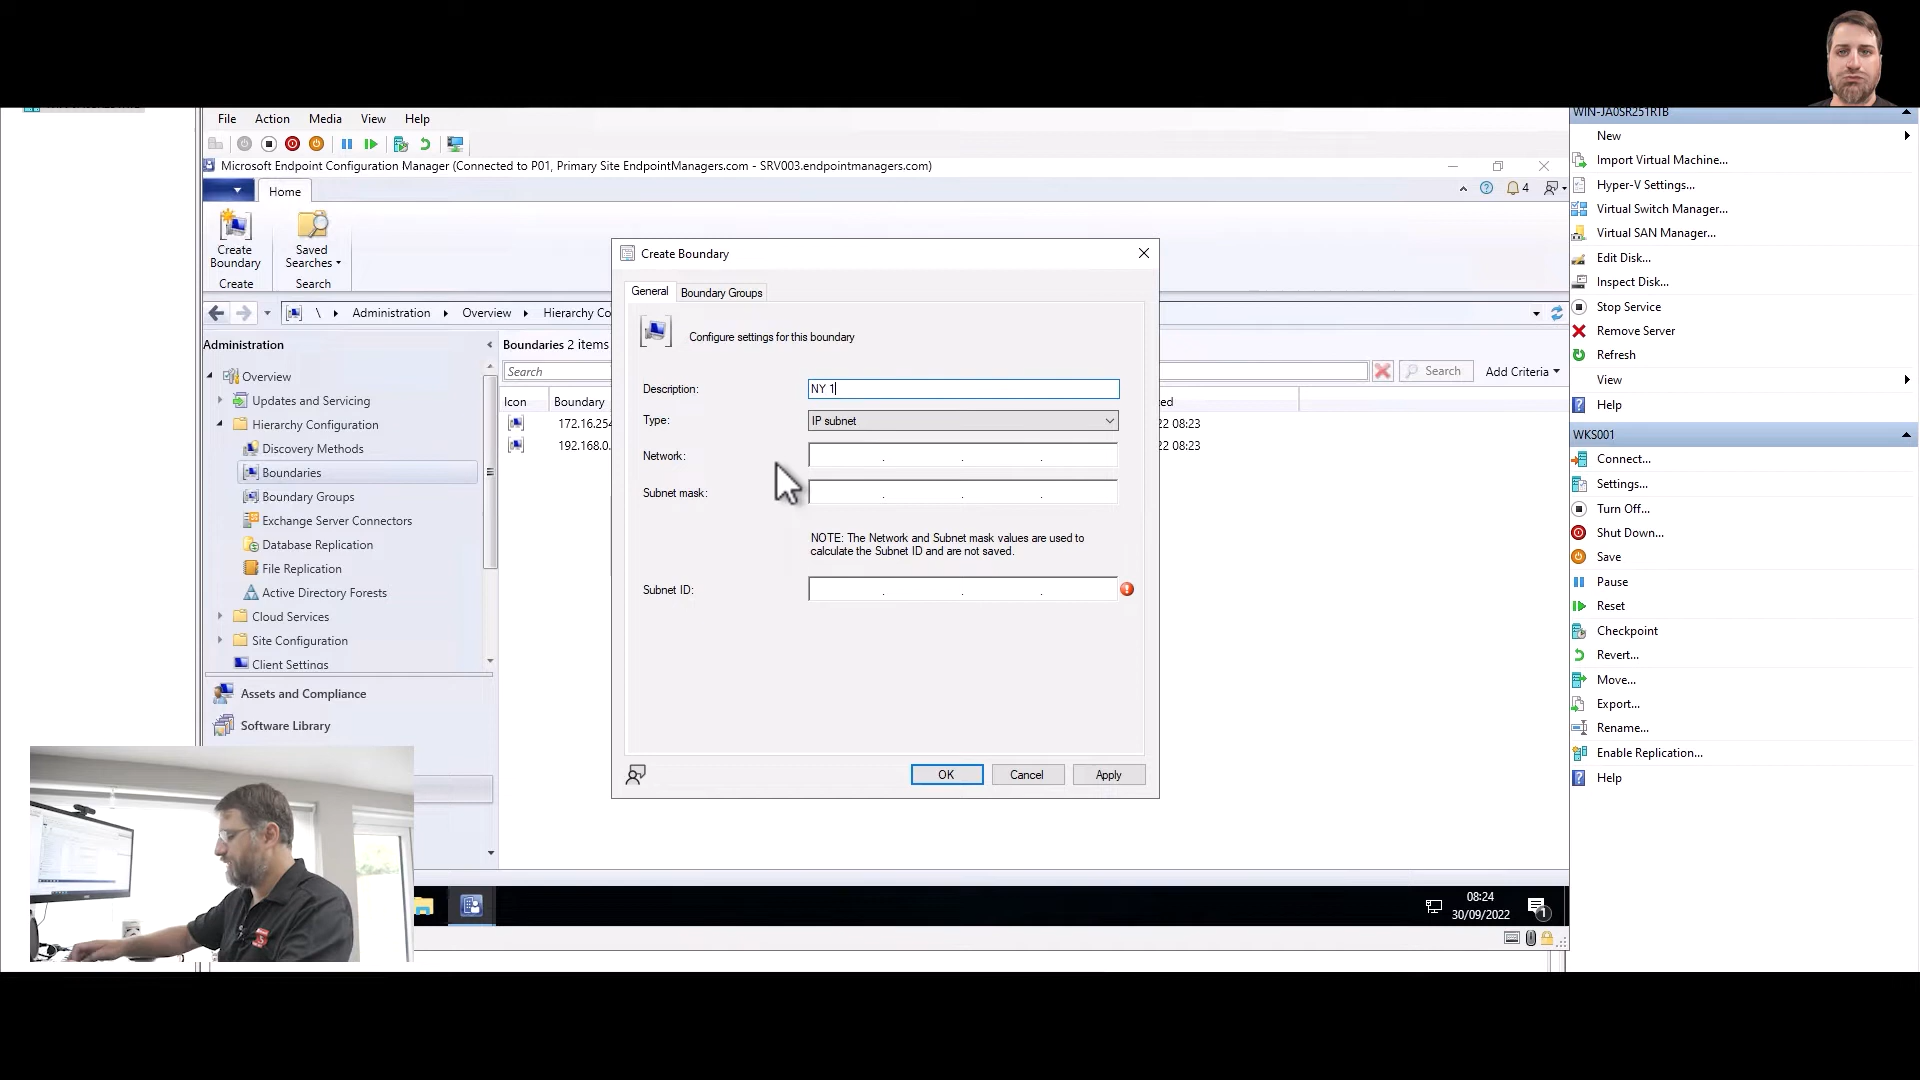 WIN-JA0SR251RTB
File Action Media View Help
Microsoft Endpoint Configuration Manager (Connected to P01, Primary Site EndpointManagers.com - SRV003.endpointmanagers.com)
Home
4
Create Boundary
Saved Searches
Create
Search
\ Administration Overview Hierarchy Co
Administration
Overview
Updates and Servicing
Hierarchy Configuration
Discovery Methods
Boundaries
Boundary Groups
Exchange Server Connectors
Database Replication
File Replication
Active Directory Forests
Cloud Services
Site Configuration
Client Settings
Assets and Compliance
Software Library
Boundaries 2 items
Search
Search
Add Criteria
Icon Boundary
ed
172.16.254
22 08:23
192.168.0.
22 08:23
Create Boundary
General
Boundary Groups
Configure settings for this boundary
Description:
NY 1
Type:
IP subnet
Network:
. . .
Subnet mask:
. . .
NOTE: The Network and Subnet mask values are used to
calculate the Subnet ID and are not saved.
Subnet ID:
. . .
OK
Cancel
Apply
08:24
30/09/2022
1
New
Import Virtual Machine...
Hyper-V Settings...
Virtual Switch Manager...
Virtual SAN Manager...
Edit Disk...
Inspect Disk...
Stop Service
Remove Server
Refresh
View
Help
WKS001
Connect...
Settings...
Turn Off...
Shut Down...
Save
Pause
Reset
Checkpoint
Revert...
Move...
Export...
Rename...
Enable Replication...
Help